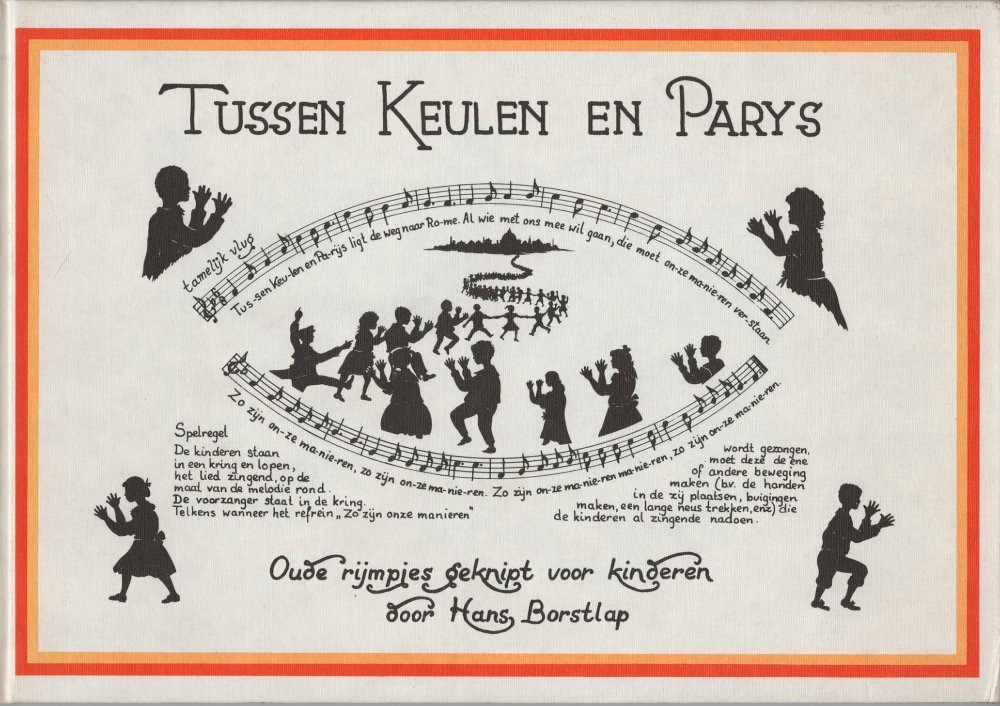 TUSSEN KEULEN EN PARYS
tamelijk vlug
Tus-sen Keu-len en Pa-rijs ligt de weg naar Ro-me. Al wie met ons mee wil gaan, die moet on-ze ma-nie-ren ver-staan.
Zo zijn on-ze ma-nie-ren, zo zijn on-ze ma-nie-ren. Zo zijn on-ze ma-nie-ren ma-nie-ren, zo zijn on-ze ma-nie-ren.
Spelregel
De kinderen staan
in een kring en lopen,
het lied zingend, op de
maal van de melodie rond.
De voorzanger staat in de kring.
Telkens wanneer het refrein „Zo zijn onze manieren"
wordt gezongen,
moet deze de ene
of andere beweging
maken (b.v. de handen
in de zij plaatsen, buigingen
maken, een lange neus trekken, enz) die
de kinderen al zingende nadoen.
Oude rijmpjes geknipt voor kinderen
door Hans Borstlap